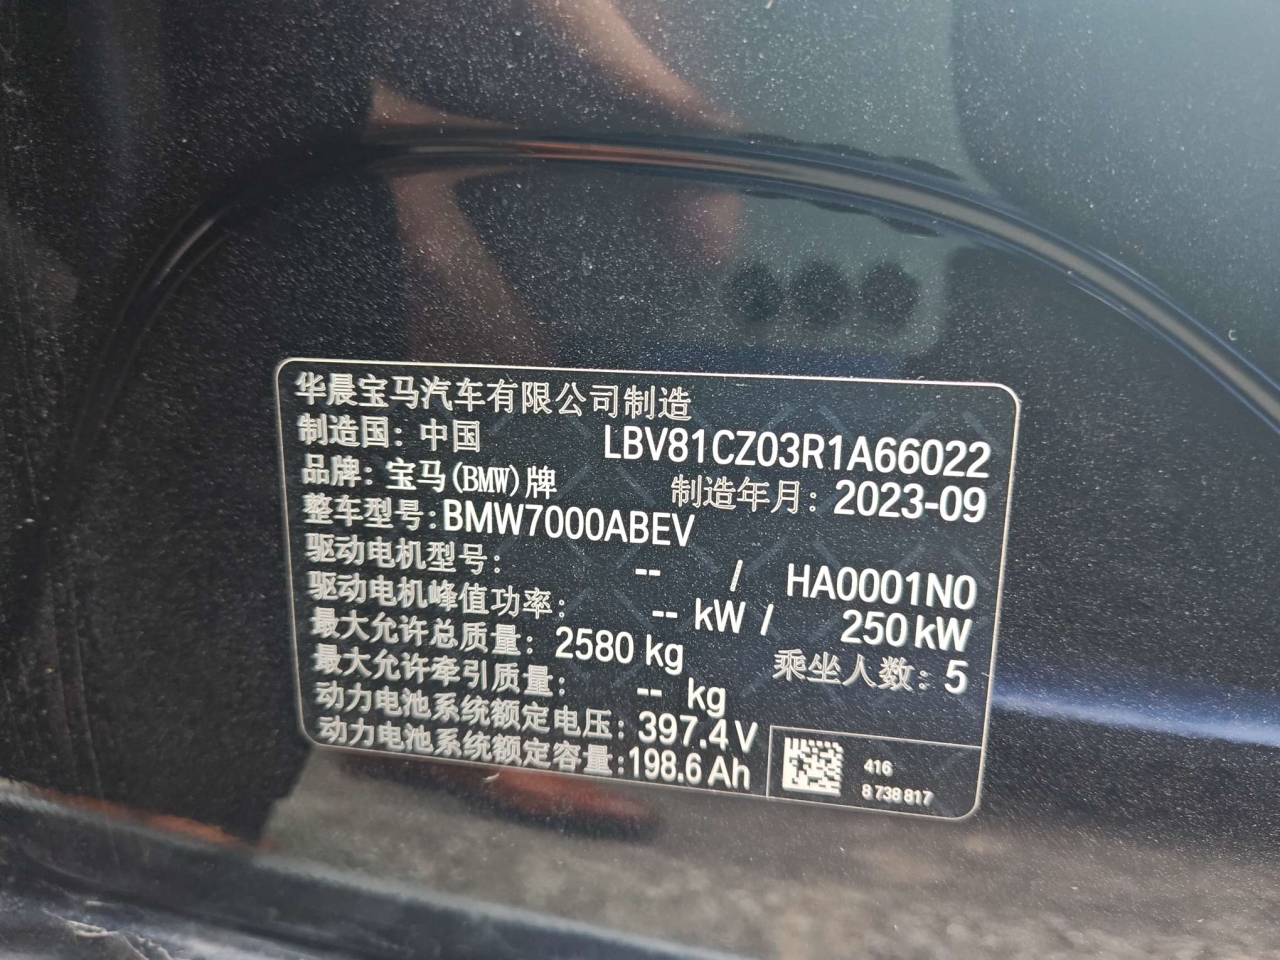 华晨宝马汽车有限公司制造
制造国：中国 LBV81CZ03R1A66022
品牌：宝马(BMW)牌 制造年月：2023-09
整车型号：BMW7000ABEV
驱动电机型号： -- / HA0001N0
驱动电机峰值功率： -- kW / 250 kW
最大允许总质量： 2580 kg 乘坐人数：5
最大允许牵引质量： -- kg
动力电池系统额定电压：397.4 V
动力电池系统额定容量：198.6 Ah
416
8 738 817